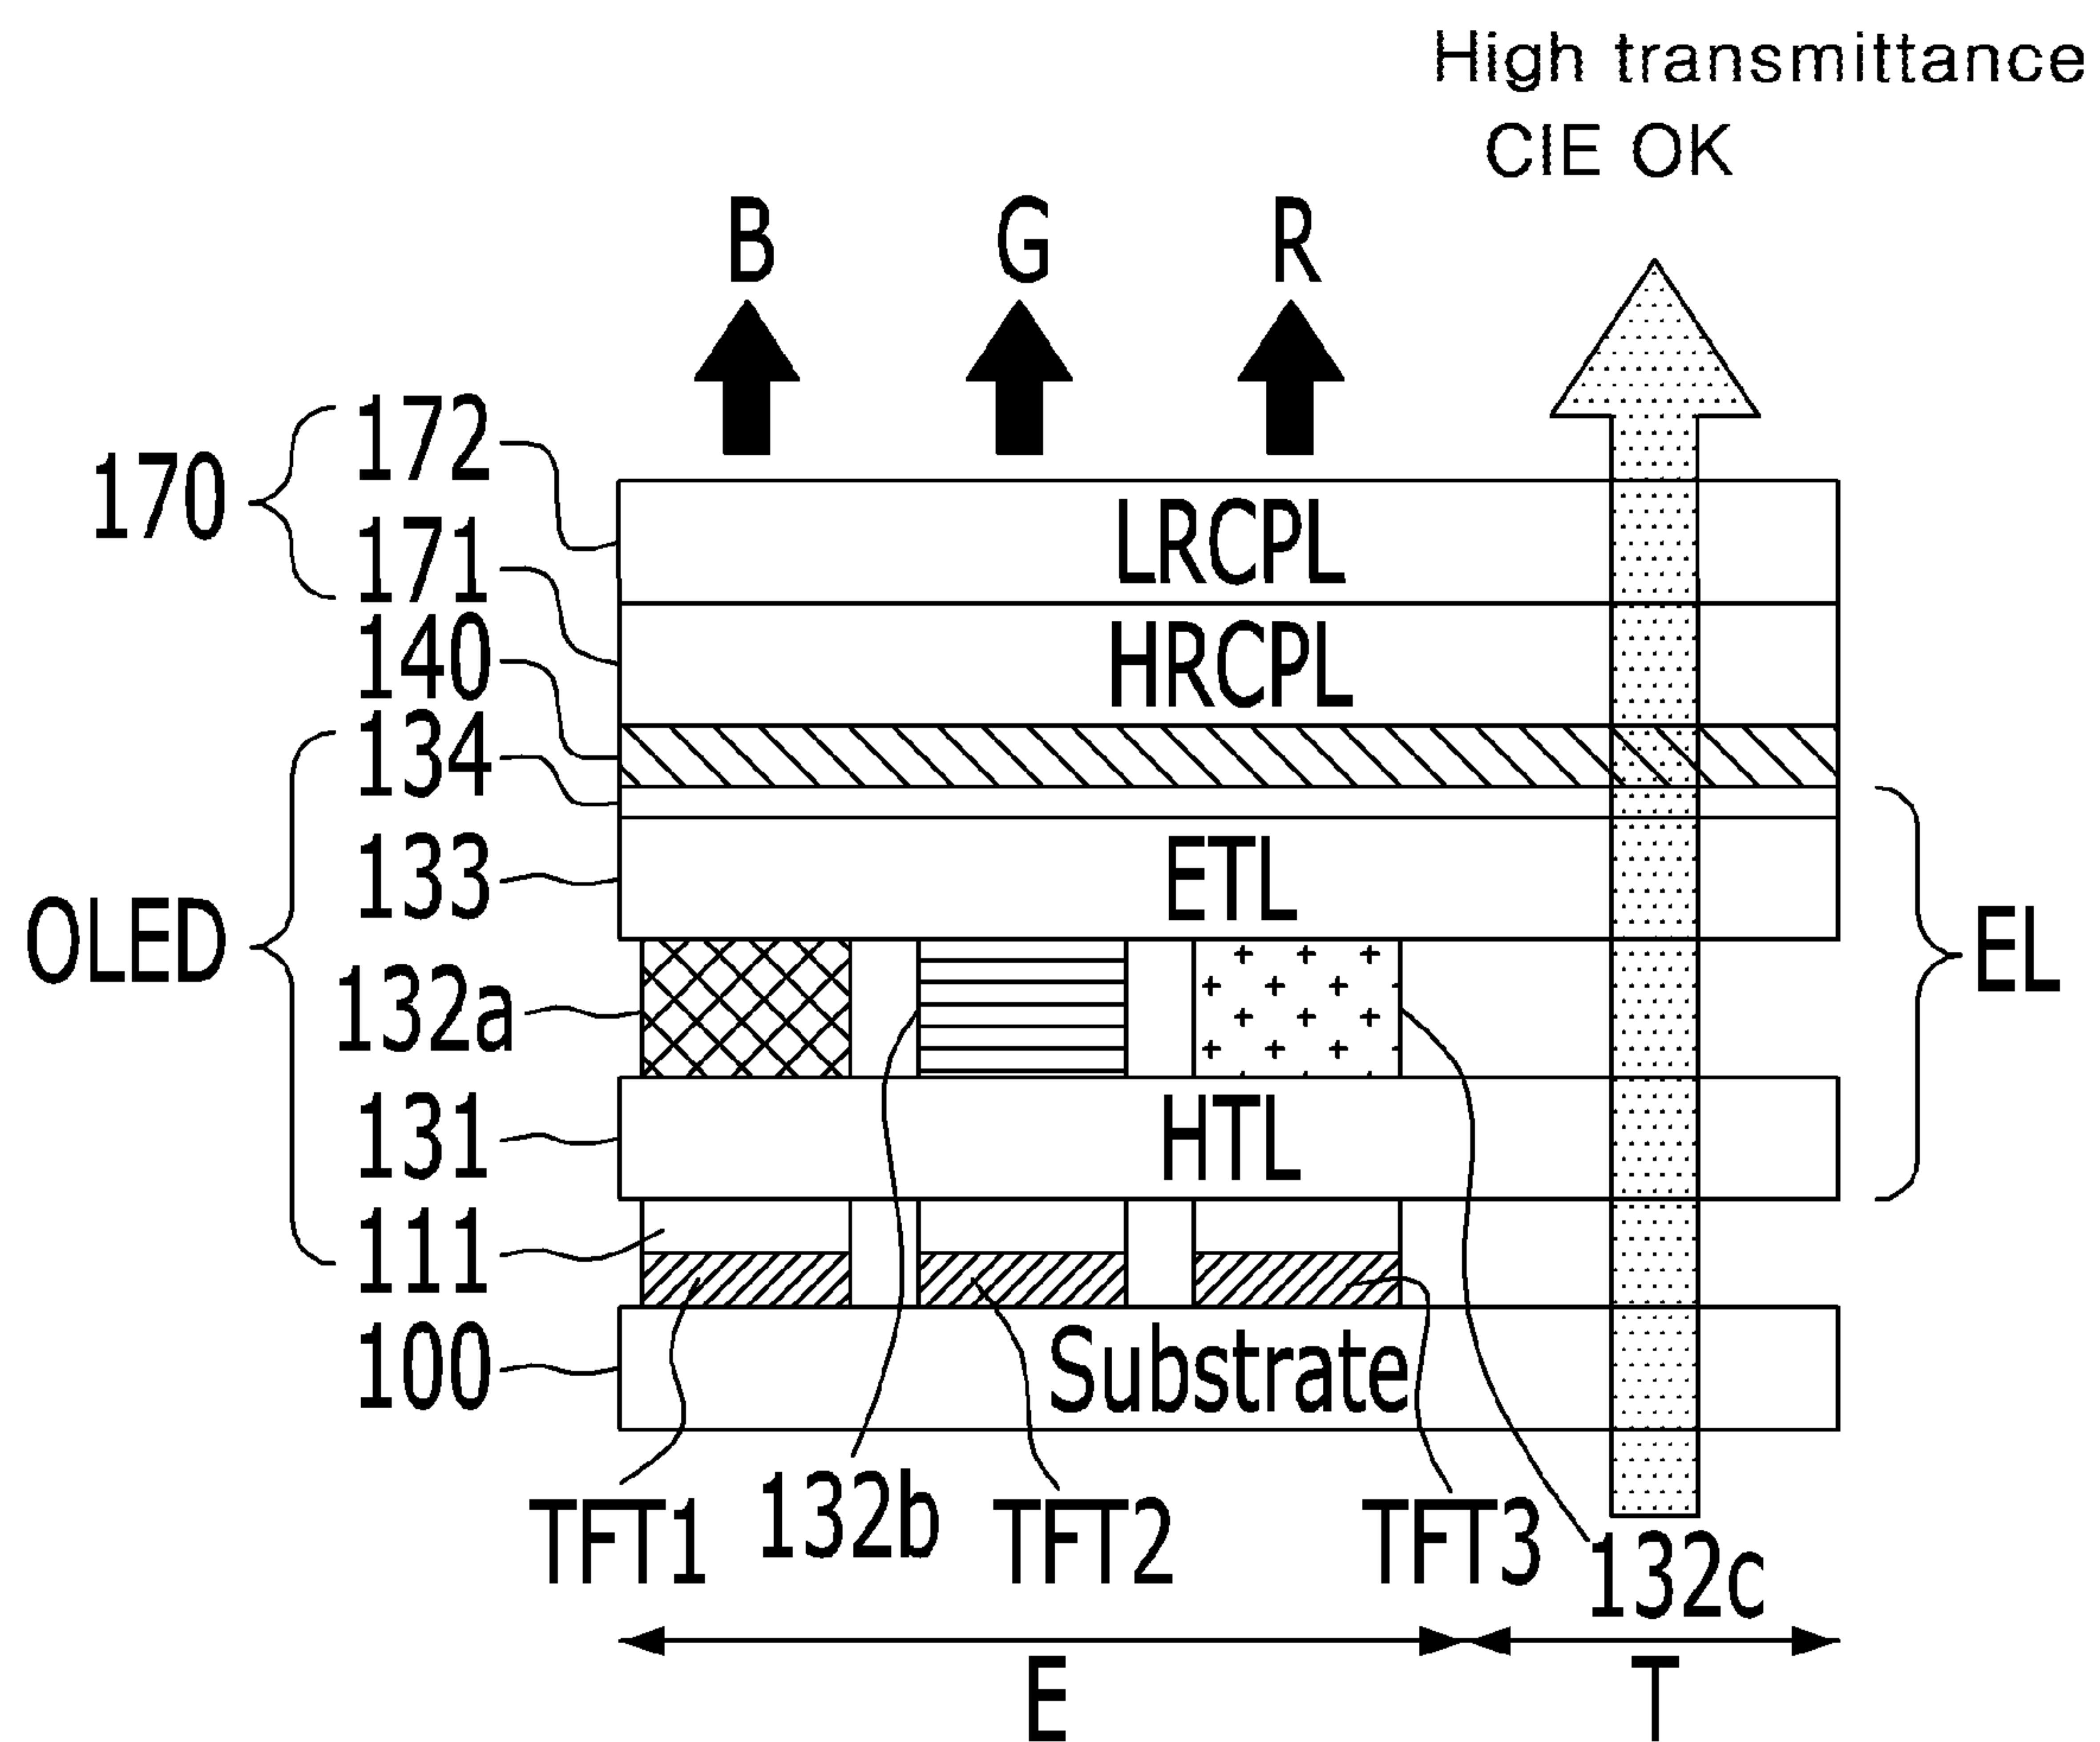 High transmittance
CIE OK
B G R
172
170
171
LRCPL
140
HRCPL
134
133
ETL
OLED
EL
132a
131
HTL
111
100
Substrate
TFT1 132b TFT2 TFT3 132c
E T